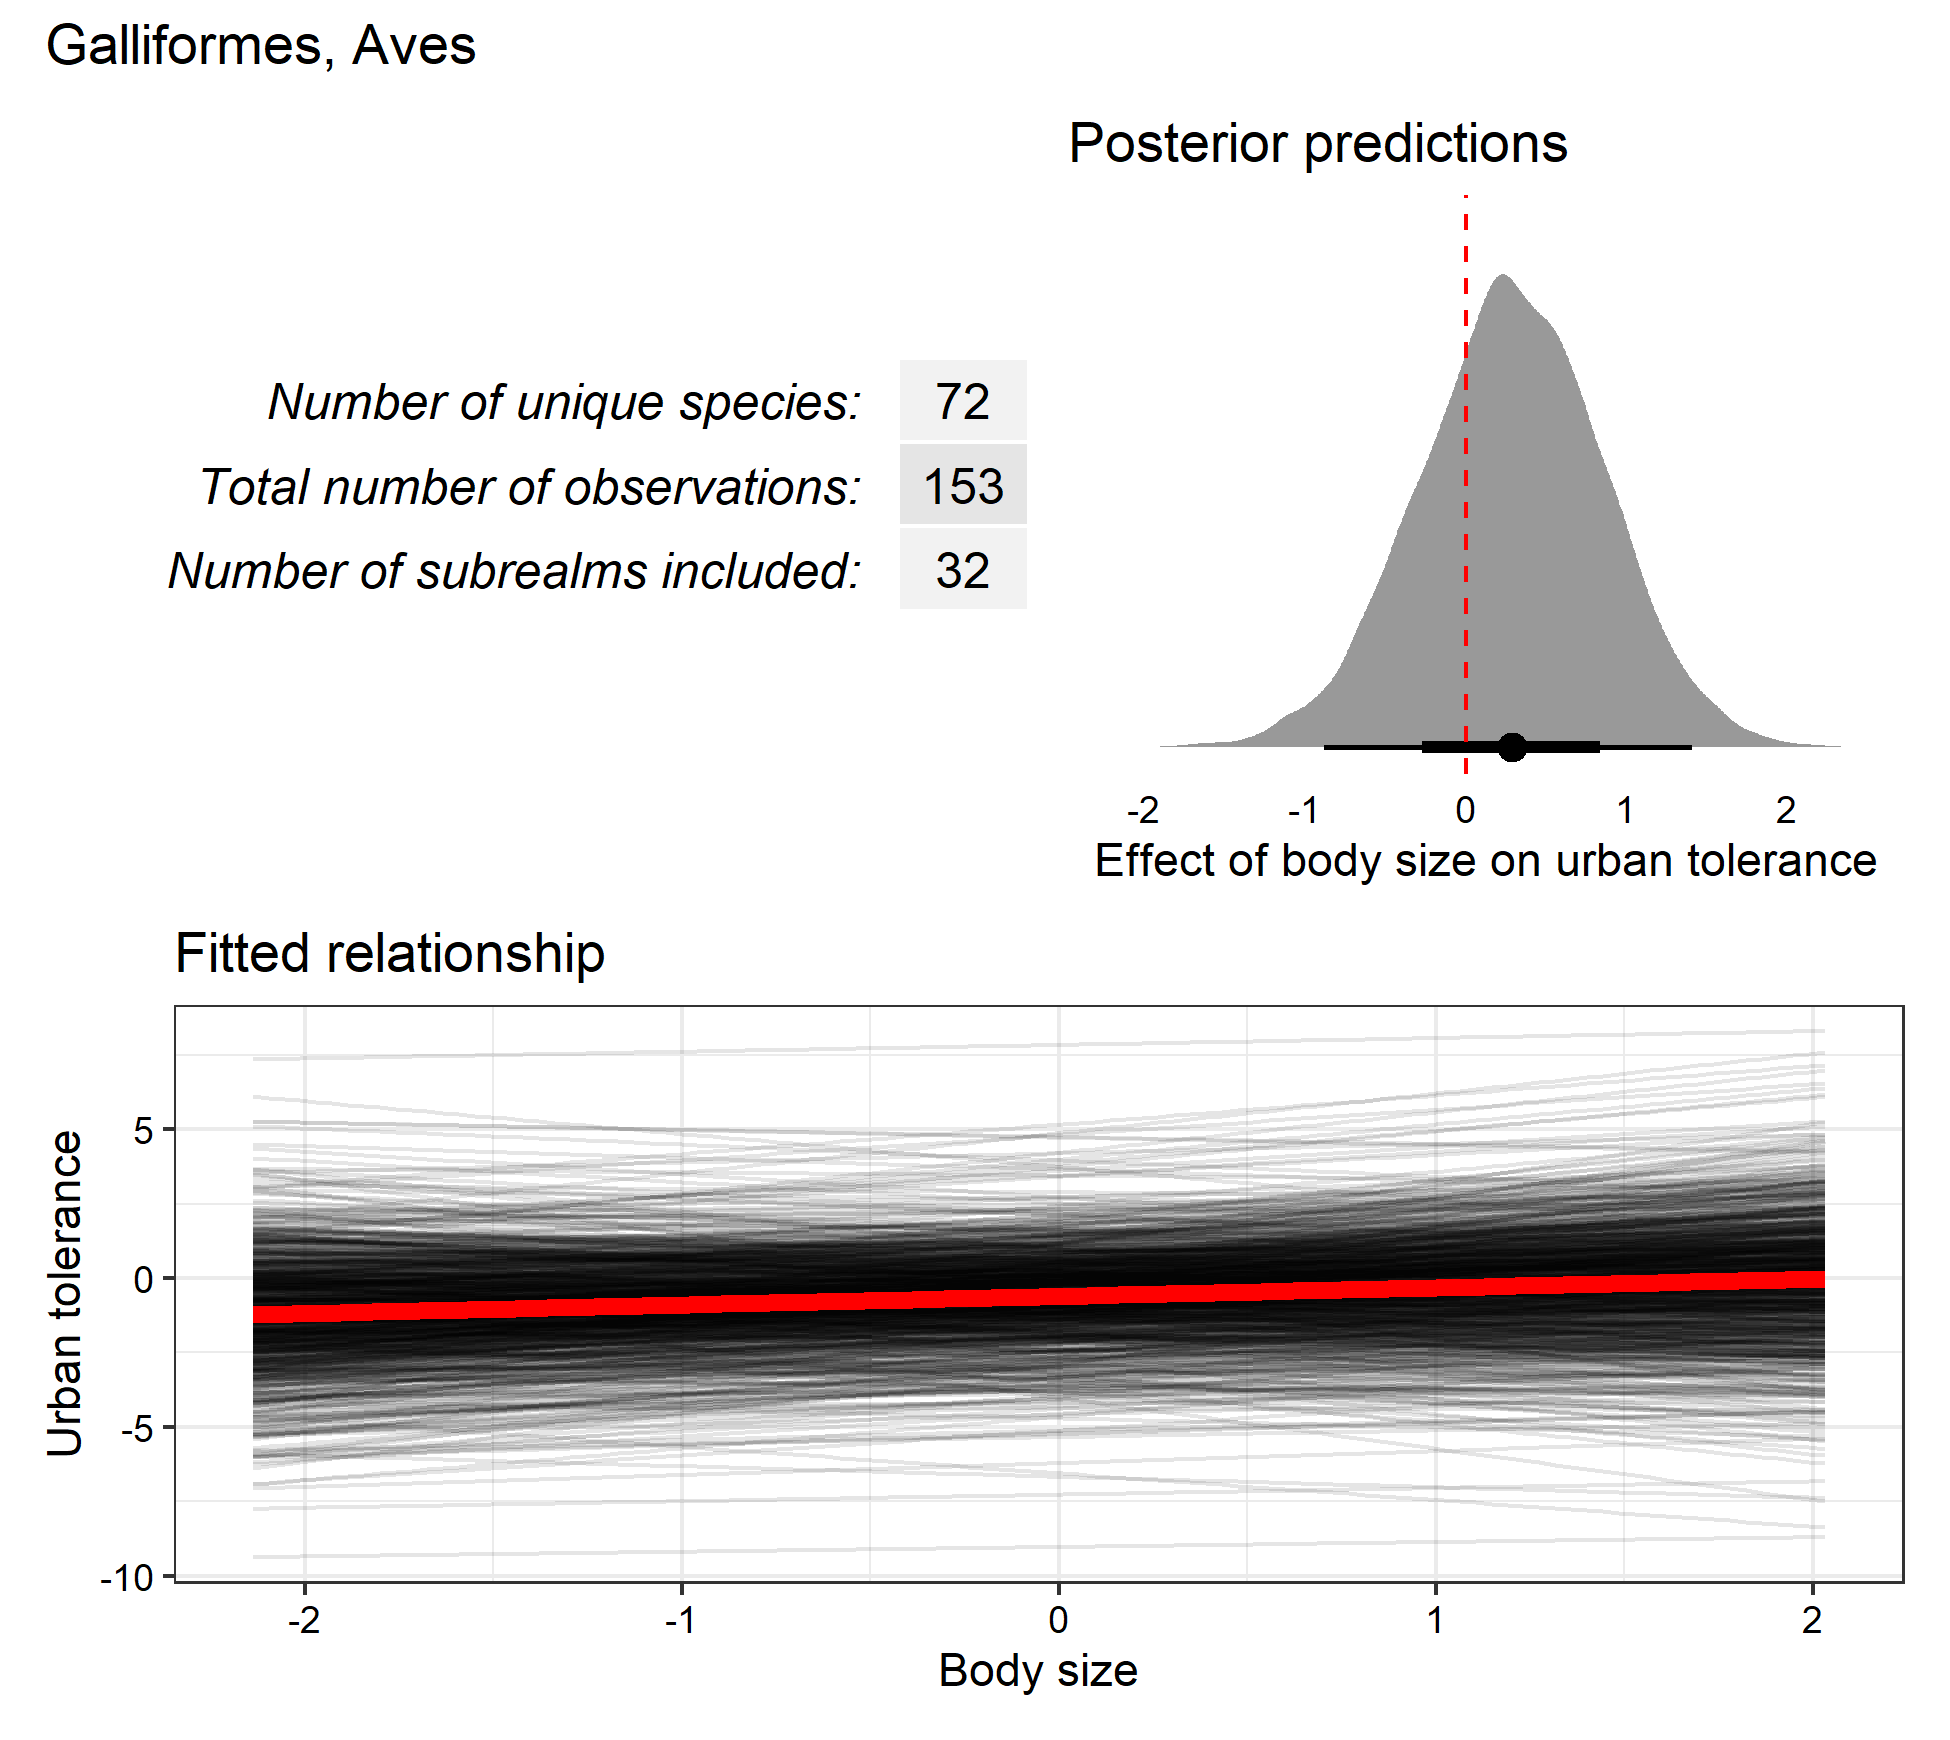 Galliformes, Aves
Posterior predictions
Number of unique species: 72
Total number of observations: 153
Number of subrealms included: 32
-2 -1 0 1 2
Effect of body size on urban tolerance
Fitted relationship
Urban tolerance
5
0
-5
-10
-2 -1 0 1 2
Body size